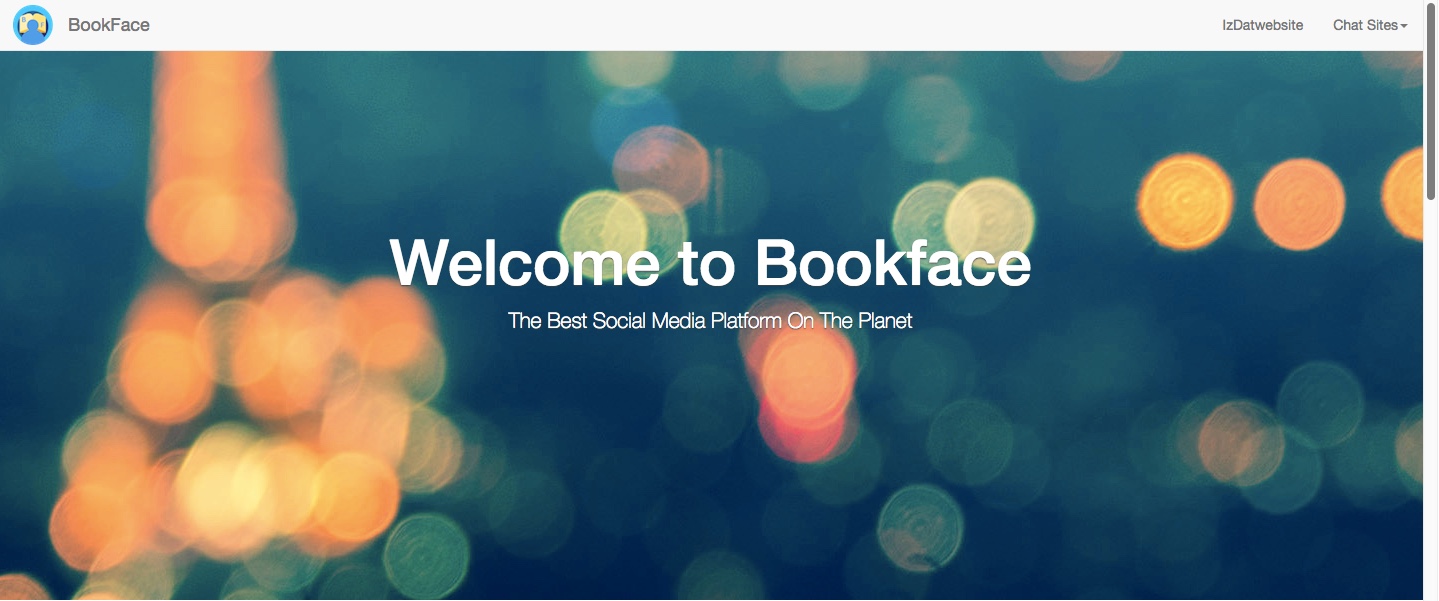 BookFace
IzDatwebsite
Chat Sites
Welcome to Bookface
The Best Social Media Platform On The Planet